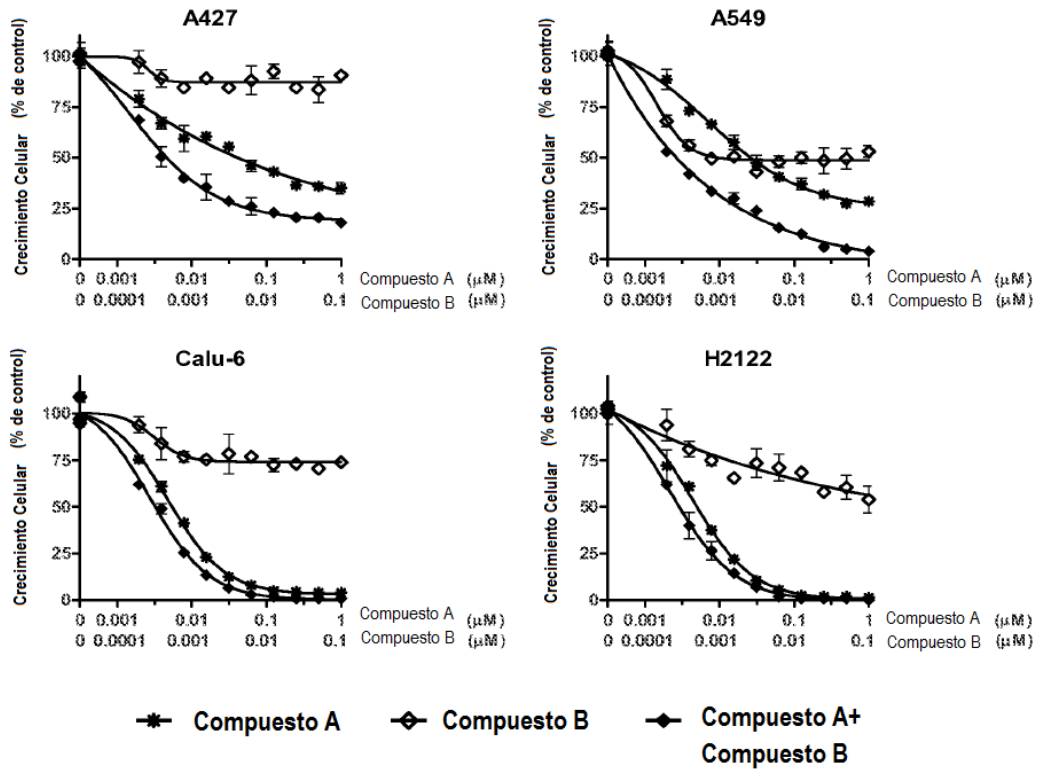 A427
Crecimiento Celular (% de control)
100
75
50
25
0
0 0.001 0.01 0.1 1 Compuesto A (µM)
0 0.0001 0.001 0.01 0.1 Compuesto B (µM)
A549
Crecimiento Celular (% de control)
100
75
50
25
0
0 0.001 0.01 0.1 1 Compuesto A (µM)
0 0.0001 0.001 0.01 0.1 Compuesto B (µM)
Calu-6
Crecimiento Celular (% de control)
100
75
50
25
0
0 0.001 0.01 0.1 1 Compuesto A (µM)
0 0.0001 0.001 0.01 0.1 Compuesto B (µM)
H2122
Crecimiento Celular (% de control)
100
75
50
25
0
0 0.001 0.01 0.1 1 Compuesto A (µM)
0 0.0001 0.001 0.01 0.1 Compuesto B (µM)
Compuesto A
Compuesto B
Compuesto A+
Compuesto B